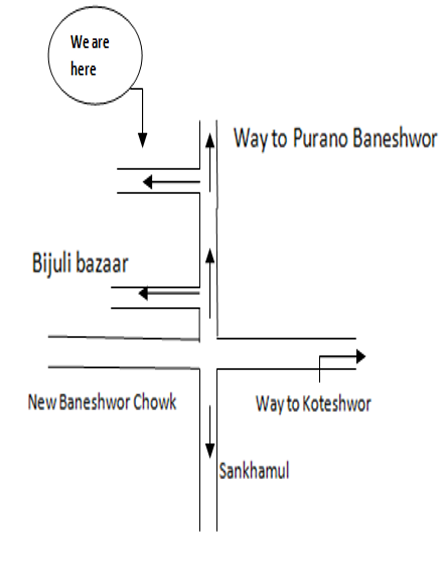 We are
here
Way to Purano Baneshwor
Bijuli bazaar
New Baneshwor Chowk
Way to Koteshwor
Sankhamul